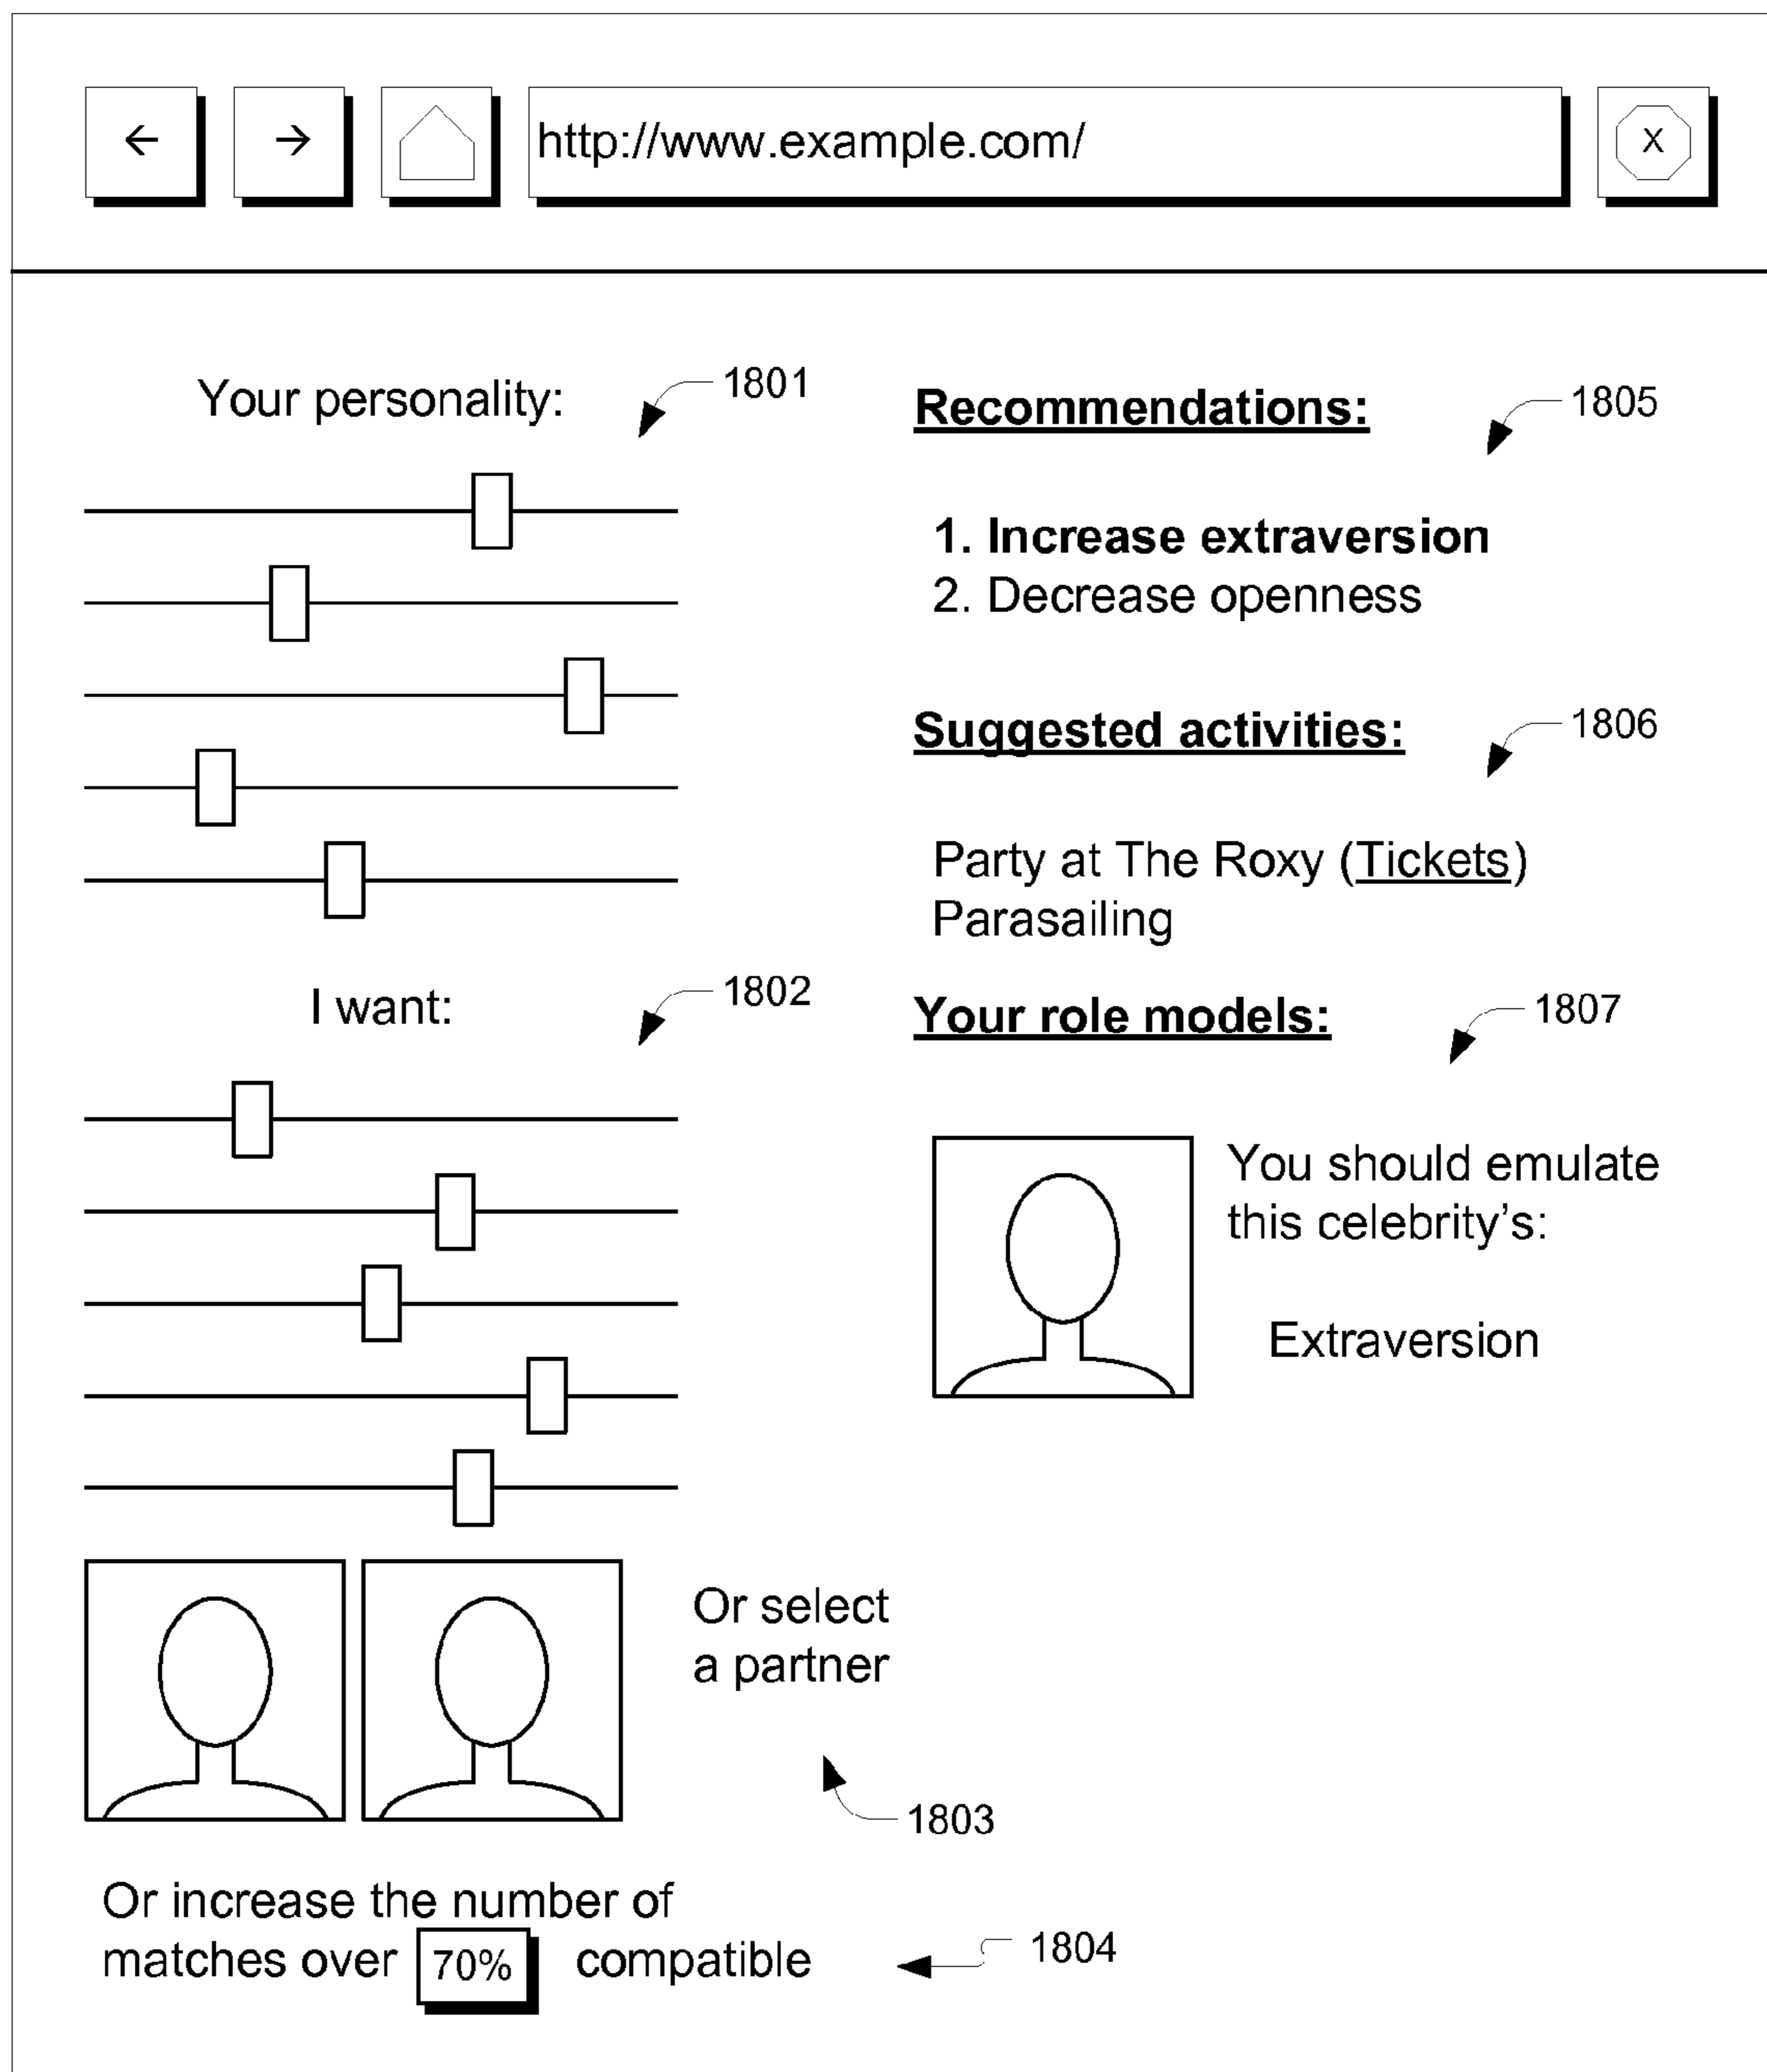 ← → http://www.example.com/ X
Your personality:
1801
I want:
1802
Or select
a partner
1803
Or increase the number of
matches over 70% compatible
1804
Recommendations:
1805
1. Increase extraversion
2. Decrease openness
Suggested activities:
1806
Party at The Roxy (Tickets)
Parasailing
Your role models:
1807
You should emulate
this celebrity’s:
Extraversion